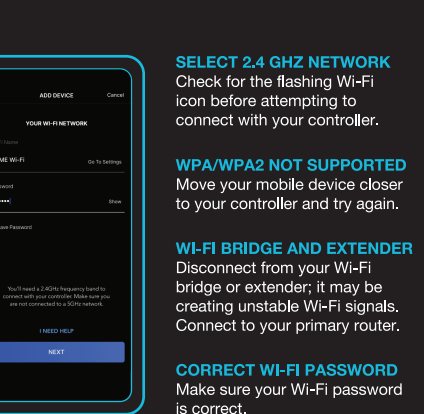 ADD DEVICE
Cancel
YOUR WI-FI NETWORK
ME Wi-Fi
Go To Settings
Show
ave Password
You'll need a 2.4GHz frequency band to
connect with your controller. Make sure you
are not connected to a 5GHz network.
I NEED HELP
NEXT
SELECT 2.4 GHZ NETWORK
Check for the flashing Wi-Fi
icon before attempting to
connect with your controller.
WPA/WPA2 NOT SUPPORTED
Move your mobile device closer
to your controller and try again.
WI-FI BRIDGE AND EXTENDER
Disconnect from your Wi-Fi
bridge or extender; it may be
creating unstable Wi-Fi signals.
Connect to your primary router.
CORRECT WI-FI PASSWORD
Make sure your Wi-Fi password
is correct.